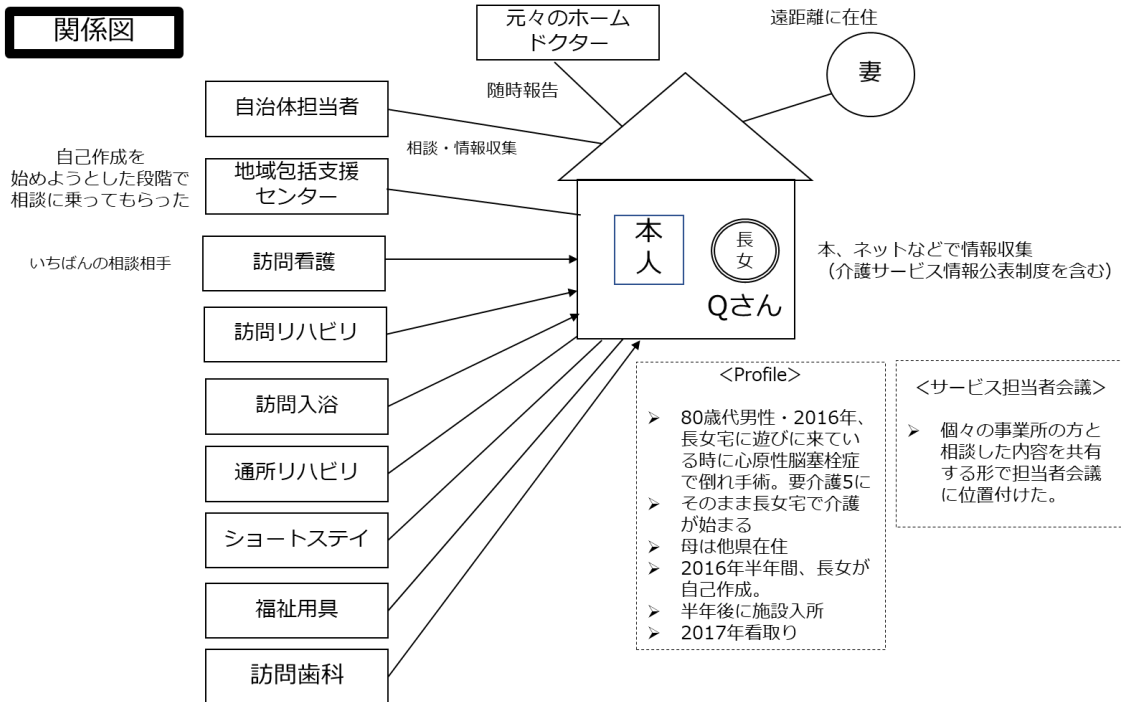 関係図
元々のホーム
ドクター
遠距離に在住
妻
随時報告
自治体担当者
相談・情報収集
自己作成を
始めようとした段階で
相談に乗ってもらった
地域包括支援
センター
いちばんの相談相手
訪問看護
本
人
長
女
Qさん
本、ネットなどで情報収集
（介護サービス情報公表制度を含む）
訪問リハビリ
訪問入浴
通所リハビリ
ショートステイ
福祉用具
訪問歯科
<Profile>
➢ 80歳代男性・2016年、
長女宅に遊びに来てい
る時に心原性脳塞栓症
で倒れ手術。要介護5に
➢ そのまま長女宅で介護
が始まる
➢ 母は他県在住
➢ 2016年半年間、長女が
自己作成。
➢ 半年後に施設入所
➢ 2017年看取り
<サービス担当者会議>
➢ 個々の事業所の方と
相談した内容を共有
する形で担当者会議
に位置付けた。